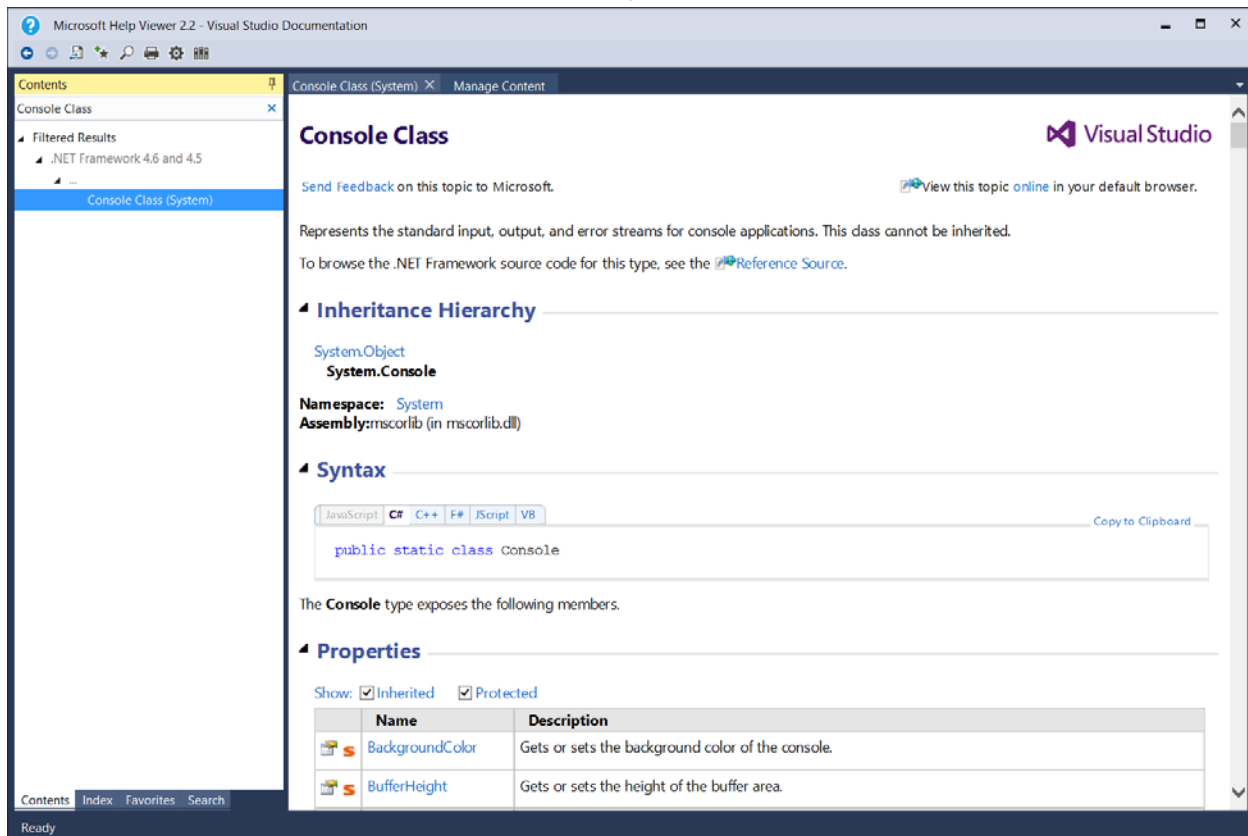 Microsoft Help Viewer 2.2 - Visual Studio Documentation
Contents
Console Class
Filtered Results
.NET Framework 4.6 and 4.5
...
Console Class (System)
Contents Index Favorites Search
Console Class (System) Manage Content
Console Class
Visual Studio
Send Feedback on this topic to Microsoft.
View this topic online in your default browser.
Represents the standard input, output, and error streams for console applications. This class cannot be inherited.
To browse the .NET Framework source code for this type, see the Reference Source.
Inheritance Hierarchy
System.Object
System.Console
Namespace: System
Assembly:mscorlib (in mscorlib.dll)
Syntax
JavaScript C# C++ F# JScript VB
Copy to Clipboard
public static class Console
The Console type exposes the following members.
Properties
Show: Inherited Protected
Name Description
S BackgroundColor Gets or sets the background color of the console.
S BufferHeight Gets or sets the height of the buffer area.
Ready